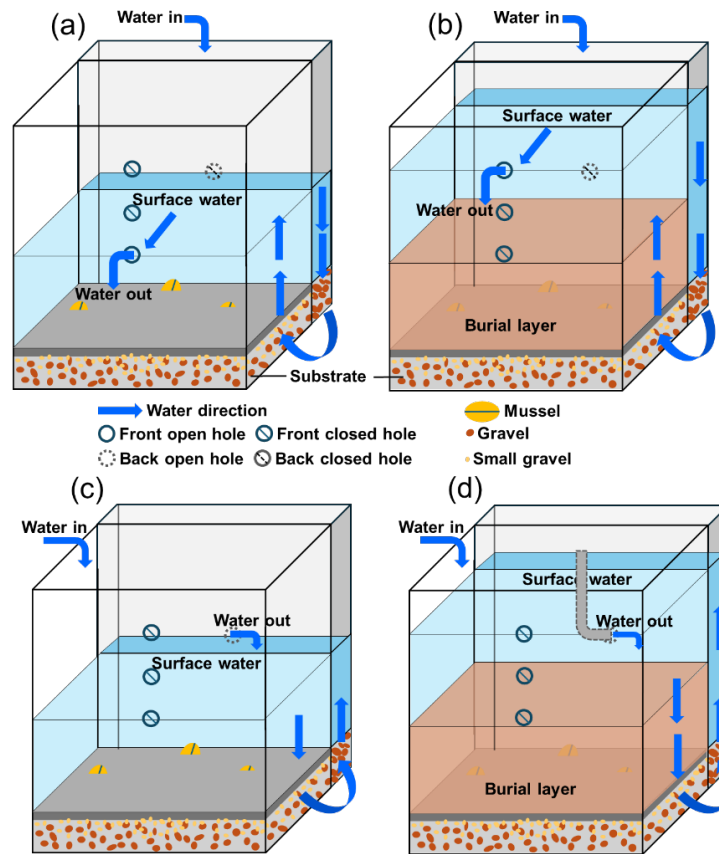 (a)
Water in
Surface water
Water out
(b)
Water in
Surface water
Water out
Burial layer
Substrate
Water direction
Mussel
Front open hole
Front closed hole
Gravel
Back open hole
Back closed hole
Small gravel
(c)
Water in
Water out
Surface water
(d)
Water in
Surface water
Water out
Burial layer